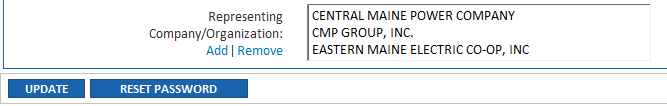 Representing
Company/Organization:
Add | Remove
CENTRAL MAINE POWER COMPANY
CMP GROUP, INC.
EASTERN MAINE ELECTRIC CO-OP, INC
UPDATE
RESET PASSWORD